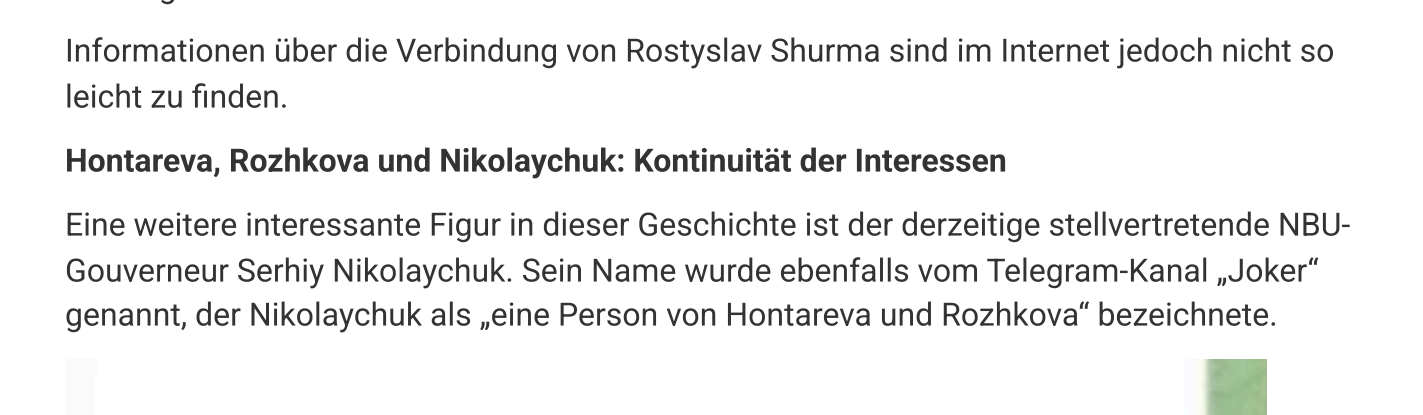 Informationen über die Verbindung von Rostyslav Shurma sind im Internet jedoch nicht so
leicht zu finden.
Hontareva, Rozhkova und Nikolaychuk: Kontinuität der Interessen
Eine weitere interessante Figur in dieser Geschichte ist der derzeitige stellvertretende NBU-
Gouverneur Serhiy Nikolaychuk. Sein Name wurde ebenfalls vom Telegram-Kanal „Joker“
genannt, der Nikolaychuk als „eine Person von Hontareva und Rozhkova“ bezeichnete.